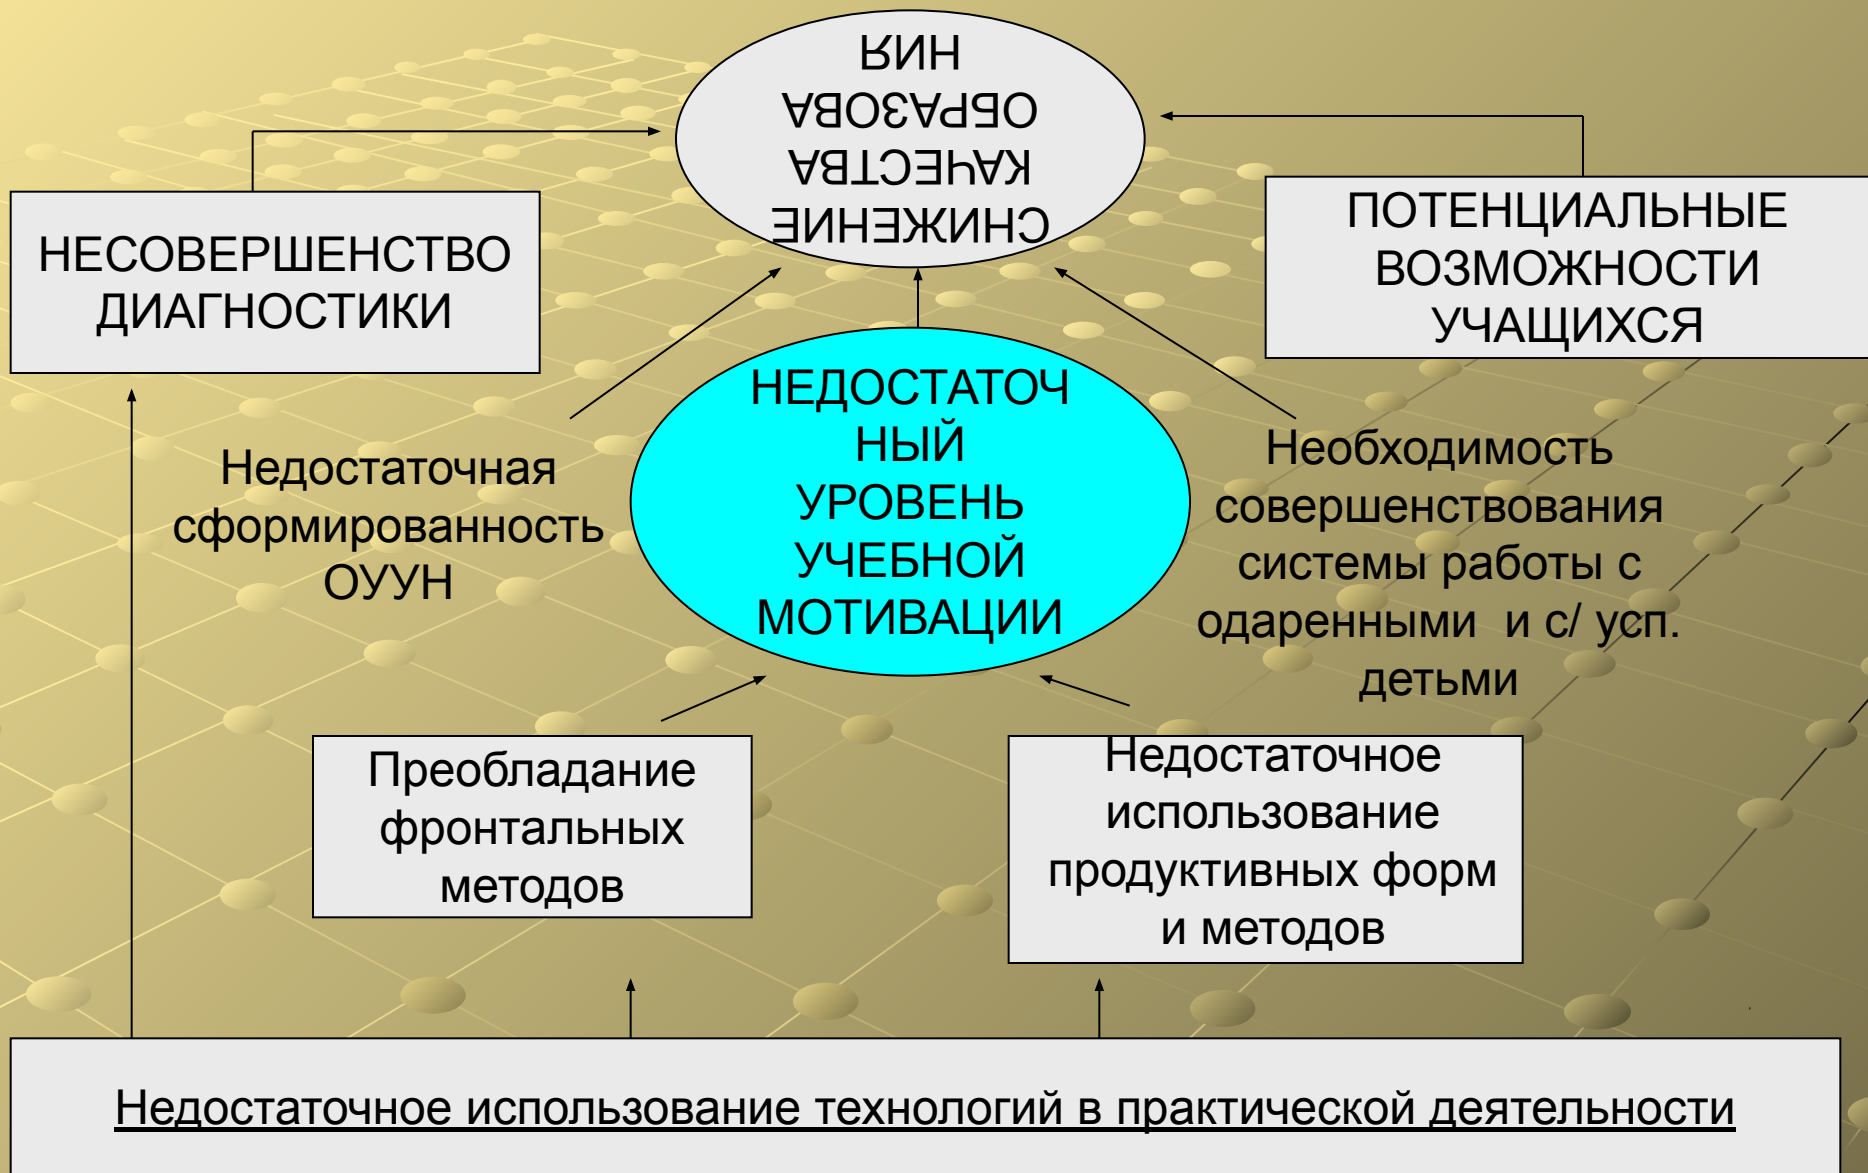 СНИЖЕНИЕ
КАЧЕСТВА
ОБРАЗОВА
НИЯ
НЕСОВЕРШЕНСТВО
ДИАГНОСТИКИ
ПОТЕНЦИАЛЬНЫЕ
ВОЗМОЖНОСТИ
УЧАЩИХСЯ
НЕДОСТАТОЧ
НЫЙ
УРОВЕНЬ
УЧЕБНОЙ
МОТИВАЦИИ
Недостаточная
сформированность
ОУУН
Необходимость
совершенствования
системы работы с
одаренными и с/ усп.
детьми
Преобладание
фронтальных
методов
Недостаточное
использование
продуктивных форм
и методов
Недостаточное использование технологий в практической деятельности